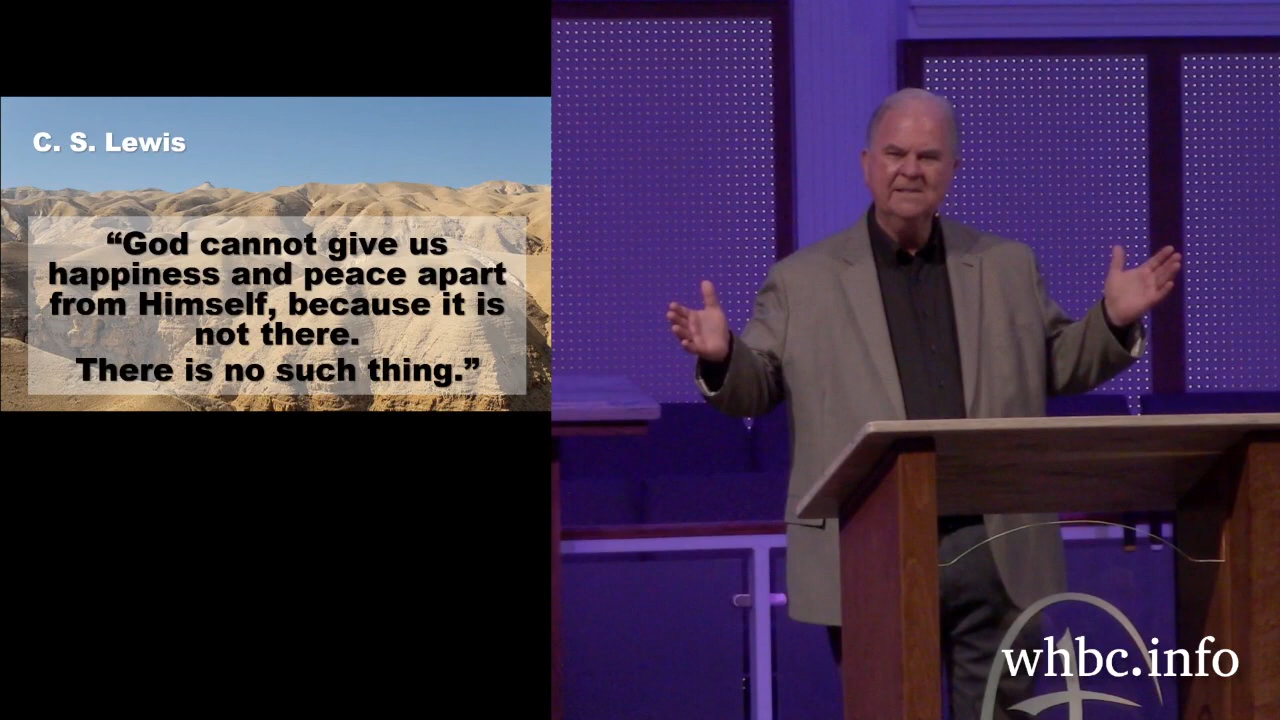 C. S. Lewis
“God cannot give us
happiness and peace apart
from Himself, because it is
not there.
There is no such thing.”
whbc.info